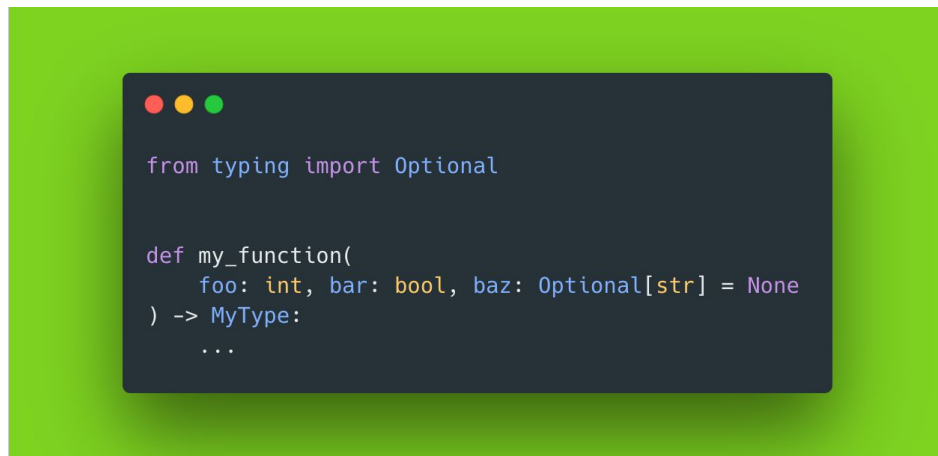 from typing import Optional
def my_function(
    foo: int, bar: bool, baz: Optional[str] = None
) -> MyType:
    ...